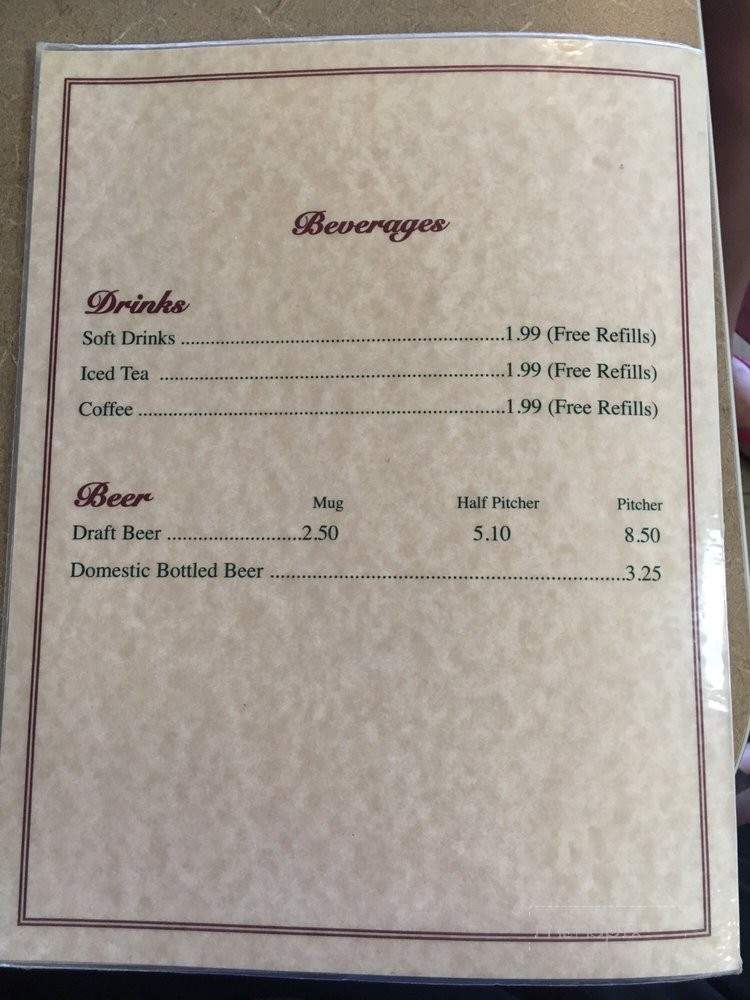 Beverages
Drinks
Soft Drinks ..............................................................1.99 (Free Refills)
Iced Tea ..................................................................1.99 (Free Refills)
Coffee ......................................................................1.99 (Free Refills)
Beer Mug Half Pitcher Pitcher
Draft Beer .........................2.50 5.10 8.50
Domestic Bottled Beer ...................................................................3.25